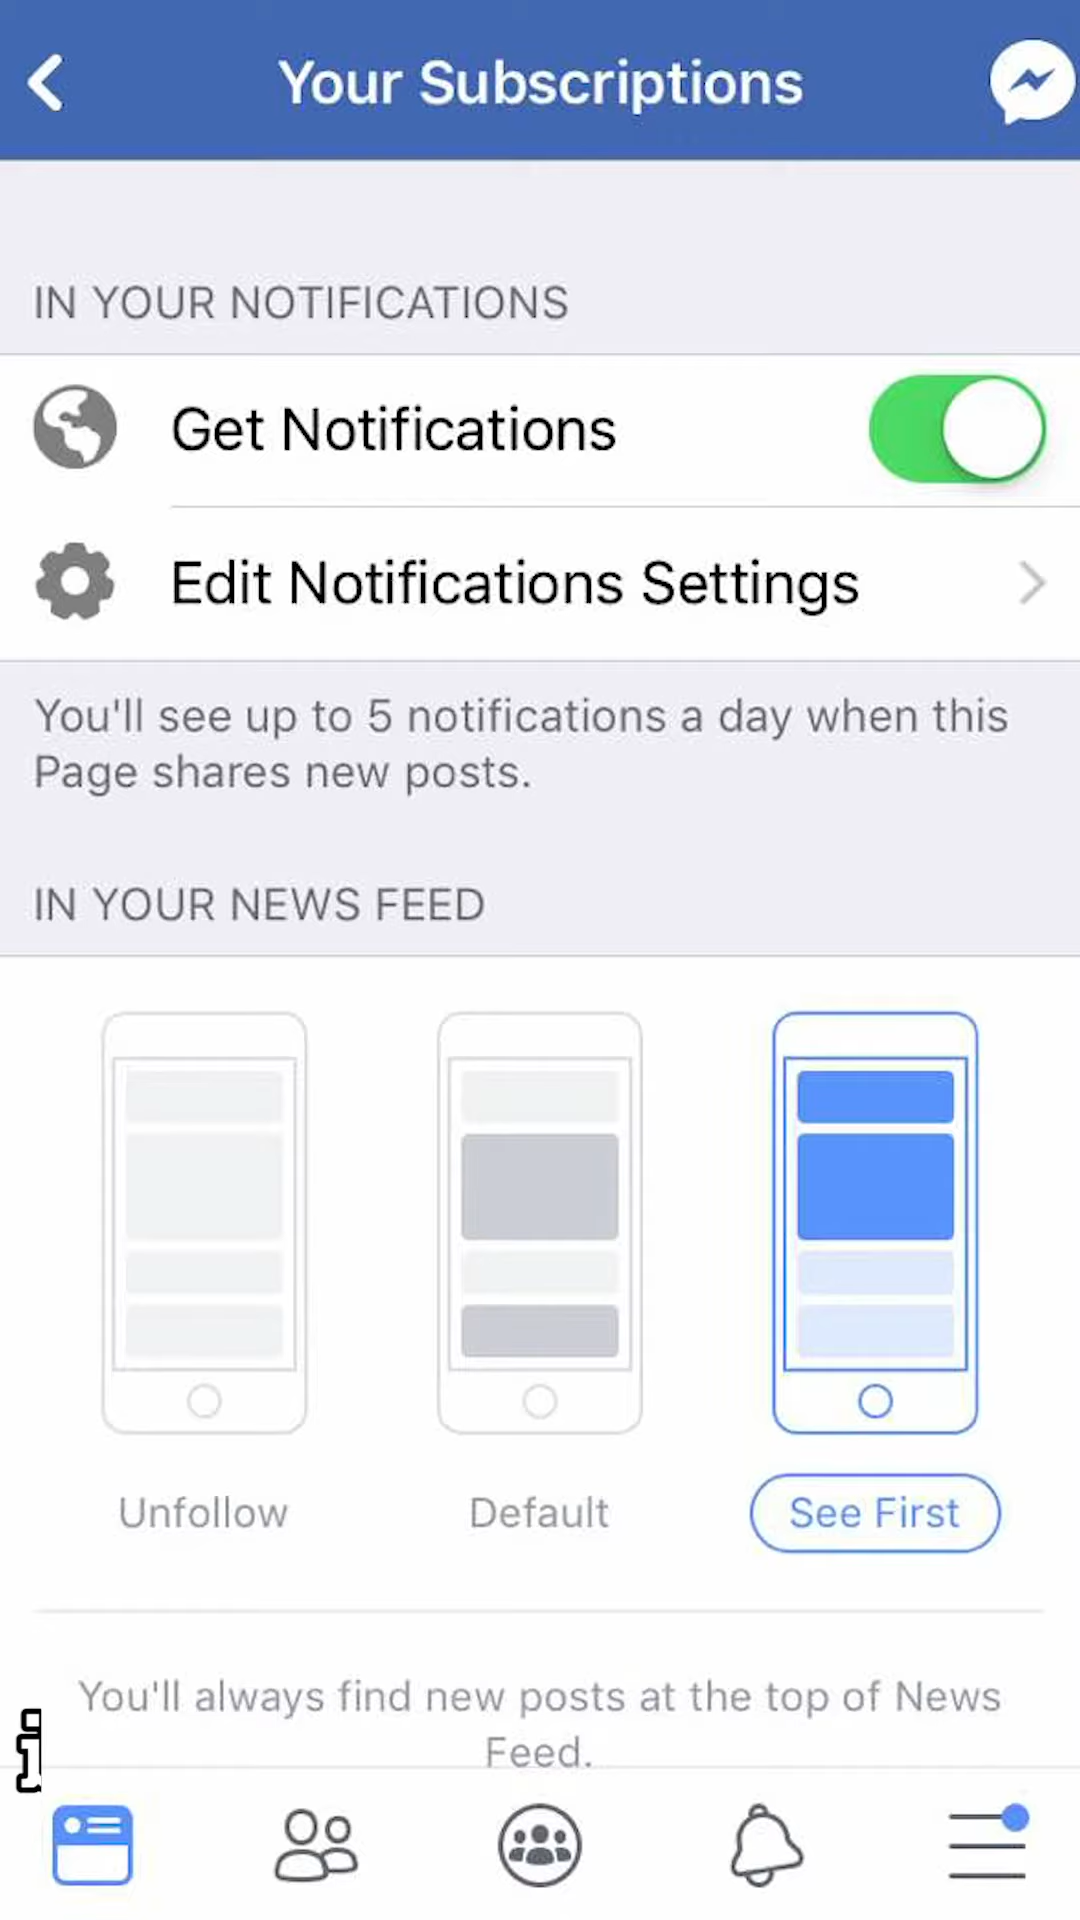 Your Subscriptions
IN YOUR NOTIFICATIONS
Get Notifications
Edit Notifications Settings
You'll see up to 5 notifications a day when this
Page shares new posts.
IN YOUR NEWS FEED
Unfollow
Default
See First
You'll always find new posts at the top of News
Feed.
i